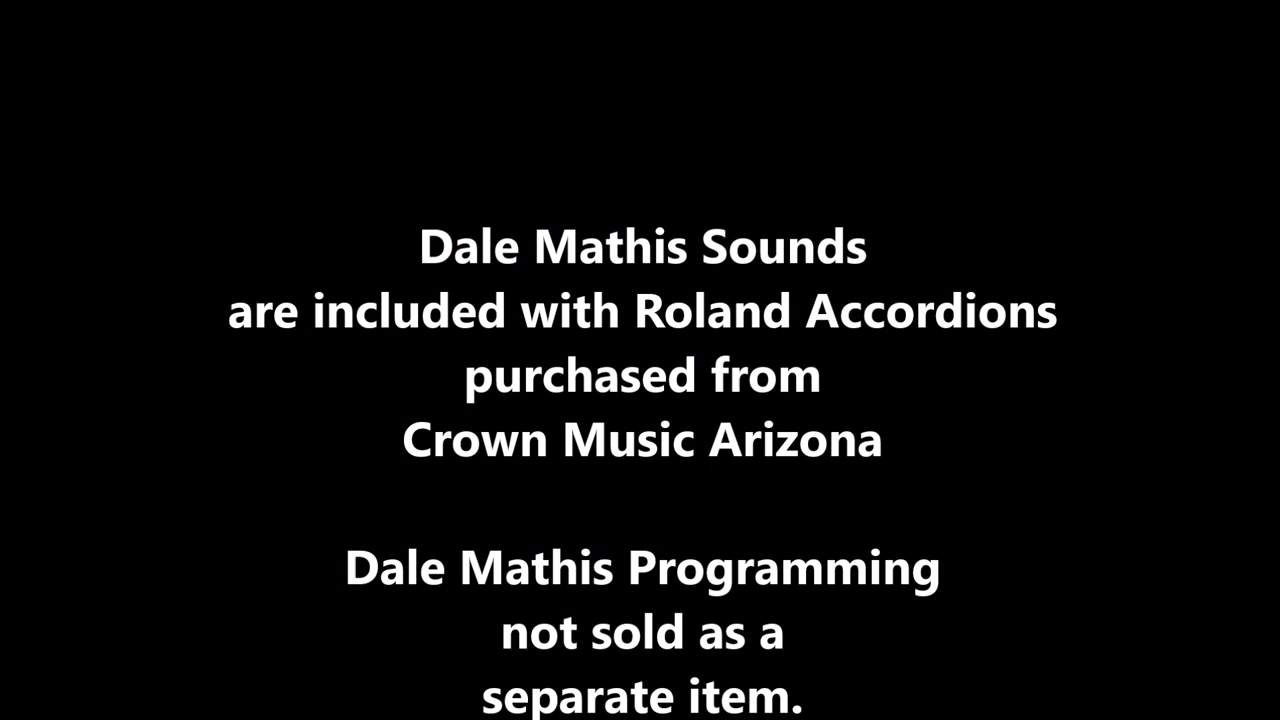 Dale Mathis Sounds
are included with Roland Accordions
purchased from
Crown Music Arizona
Dale Mathis Programming
not sold as a
separate item.